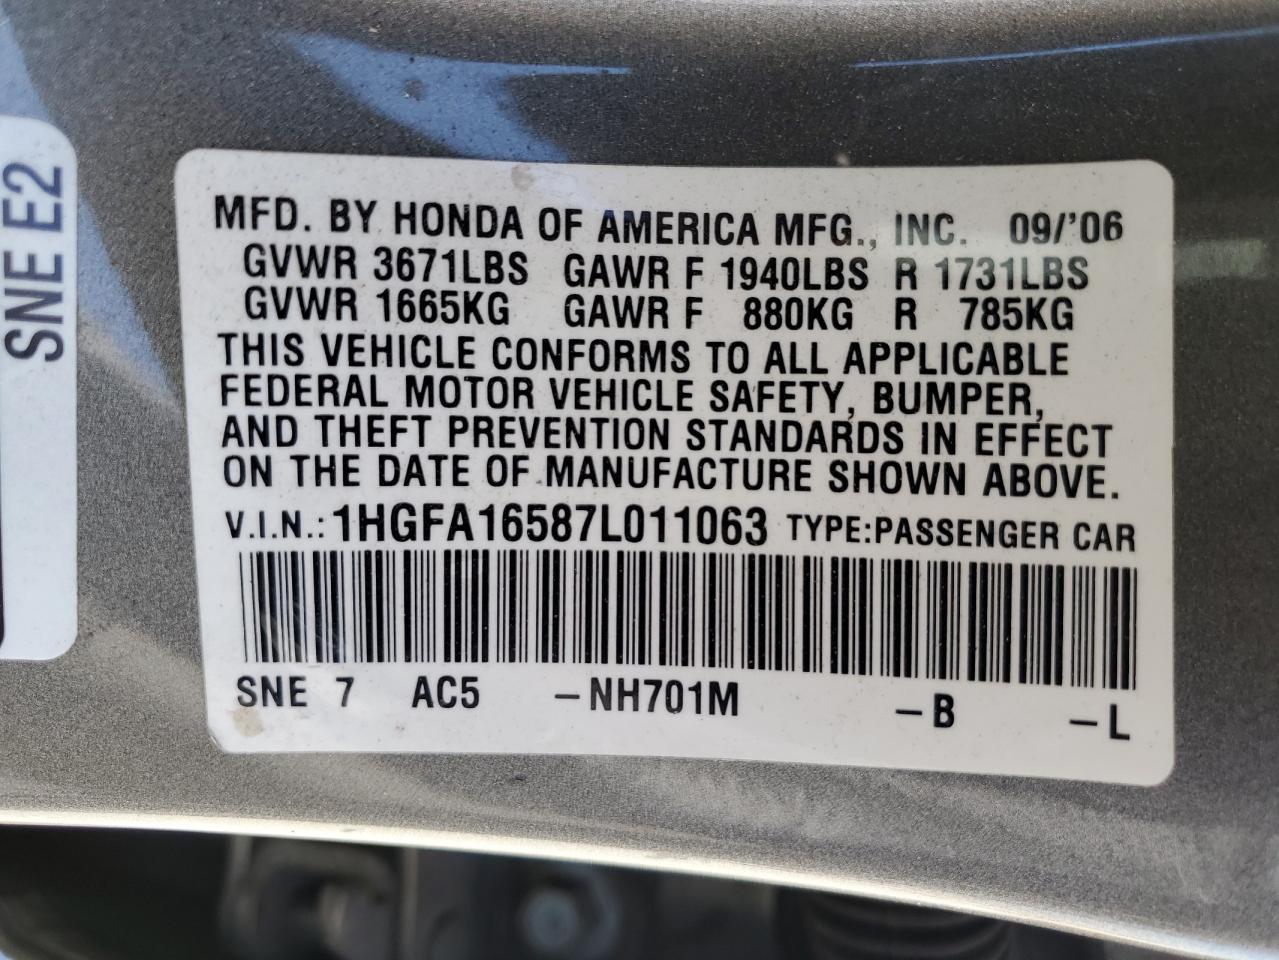 SNE E2
MFD. BY HONDA OF AMERICA MFG., INC. 09/'06
GVWR 3671LBS GAWR F 1940LBS R 1731LBS
GVWR 1665KG GAWR F 880KG R 785KG
THIS VEHICLE CONFORMS TO ALL APPLICABLE
FEDERAL MOTOR VEHICLE SAFETY, BUMPER,
AND THEFT PREVENTION STANDARDS IN EFFECT
ON THE DATE OF MANUFACTURE SHOWN ABOVE.
V.I.N.: 1HGFA16587L011063 TYPE:PASSENGER CAR
SNE 7 AC5 –NH701M –B –L